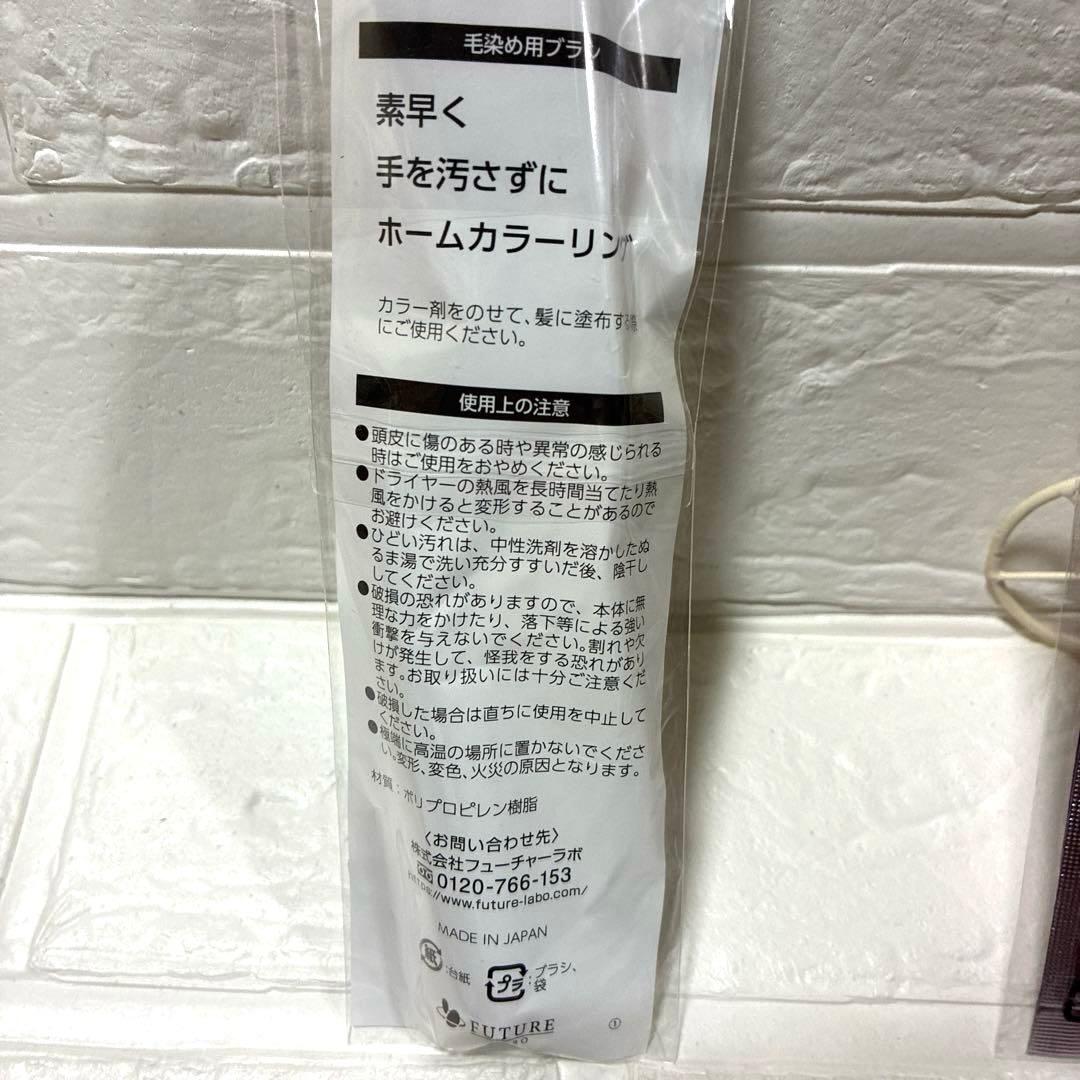 毛染め用ブラシ
素早く
手を汚さずに
ホームカラーリング
カラー剤をのせて、髪に塗布する際
にご使用ください。
使用上の注意
●頭皮に傷のある時や異常の感じられる
時はご使用をおやめください。
●ドライヤーの熱風を長時間当てたり熱
風をかけると変形することがあるので
お避けください。
●ひどい汚れは、中性洗剤を溶かしたぬ
るま湯で洗い充分すすいだ後、陰干し
してください。
●破損の恐れがありますので、本体に無
理な力をかけたり、落下等による強い
衝撃を与えないでください。割れや欠
けが発生して、怪我をする恐れがあり
ます。お取り扱いには十分ご注意くだ
さい。
●破損した場合は直ちに使用を中止して
ください。
●極端に高温の場所に置かないでくださ
い。変形、変色、火災の原因となります。
材質：ポリプロピレン樹脂
〈お問い合わせ先〉
株式会社フューチャーラボ
0120-766-153
https://www.future-labo.com/
MADE IN JAPAN
紙:台紙
プラ:ブラシ、
袋
FUTURE
①